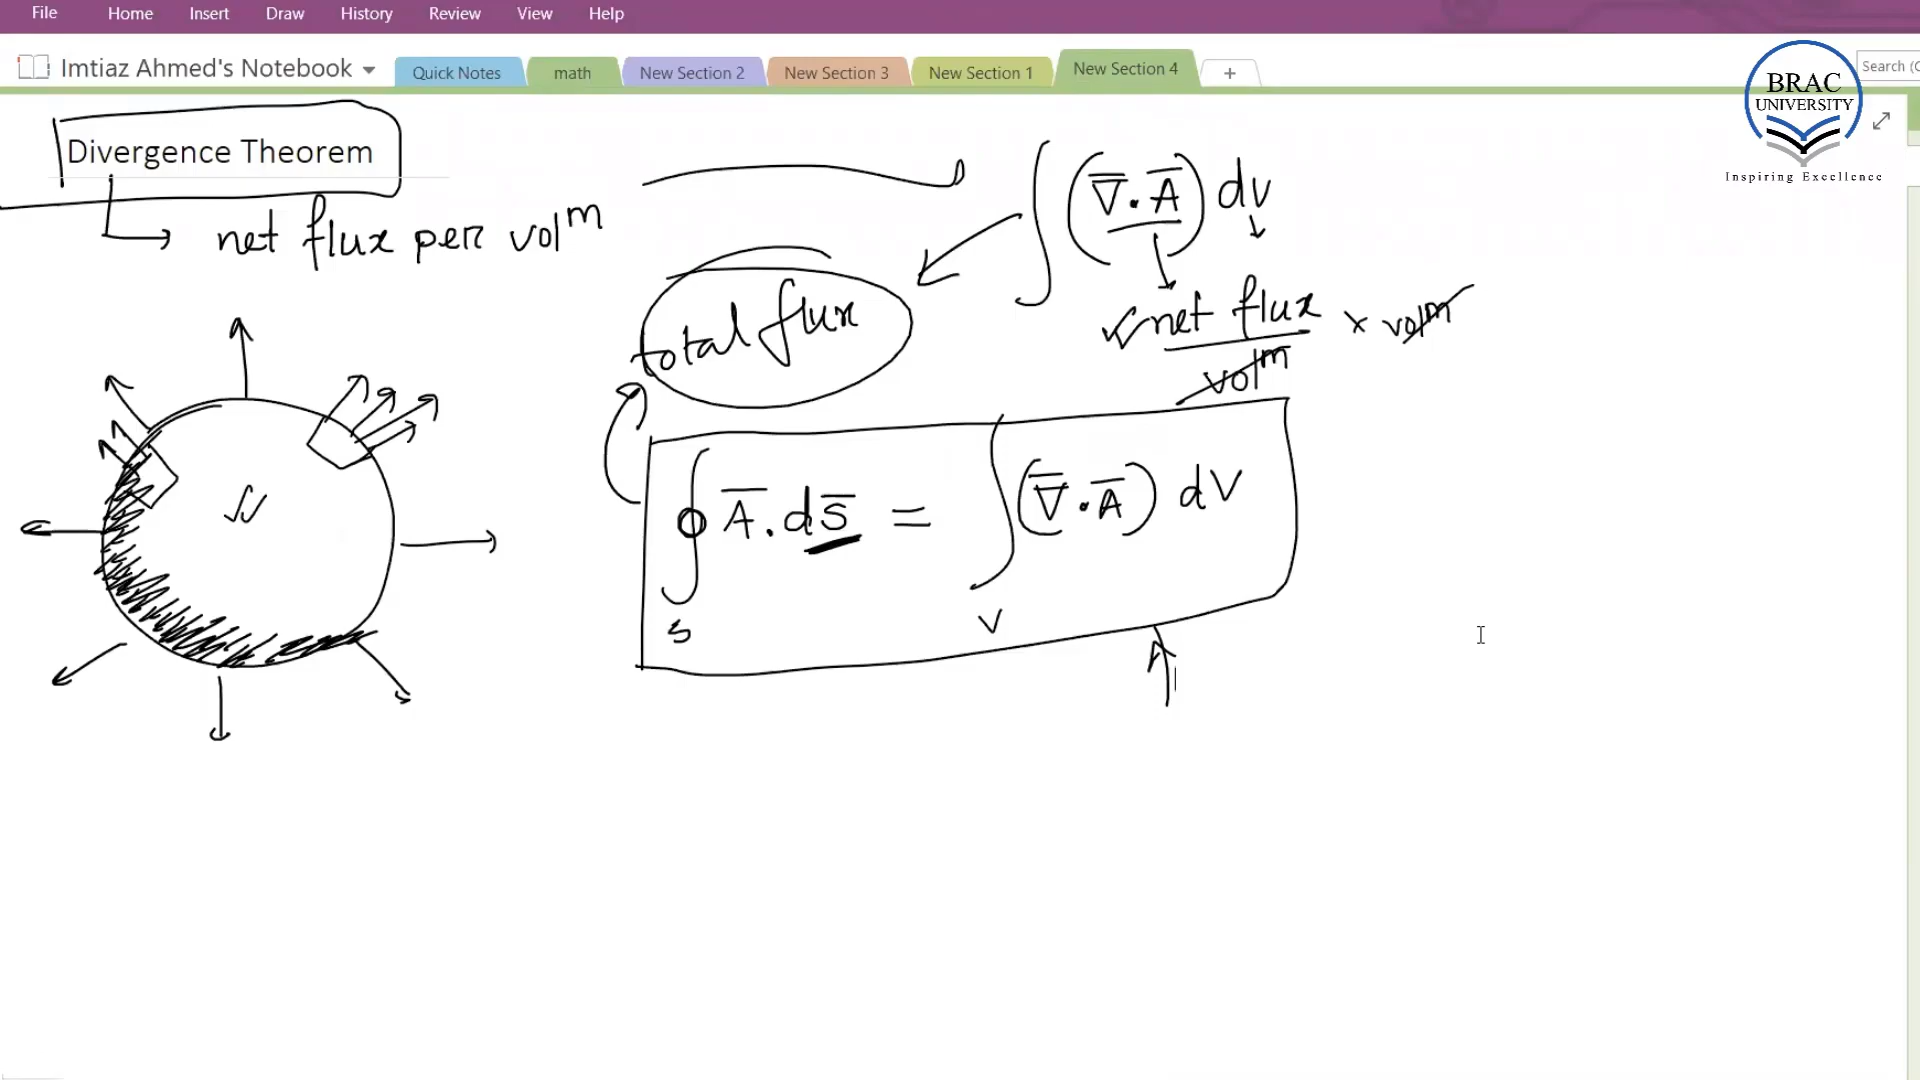 File Home Insert Draw History Review View Help
Imtiaz Ahmed's Notebook Quick Notes math New Section 2 New Section 3 New Section 1 New Section 4 + Search (C
BRAC
UNIVERSITY
Inspiring Excellence
Divergence Theorem
net flux per volᵐ
∫ (∇̅ · A̅) dv
total flux
net flux × volᵐ
volᵐ
∮ A̅ . ds̅ = ∫ (∇̅ · A̅) dV
s v